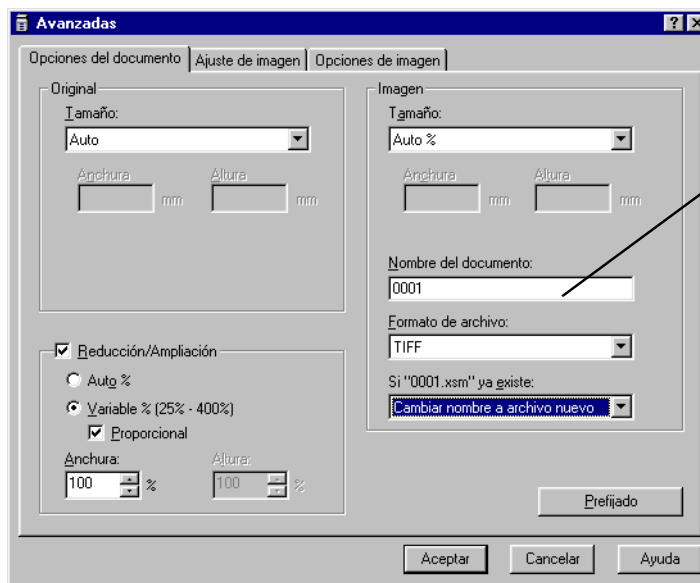 Avanzadas
Opciones del documento
Ajuste de imagen
Opciones de imagen
Original
Tamaño:
Auto
Anchura
Altura
mm
mm
Reducción/Ampliación
Auto %
Variable % (25% - 400%)
Proporcional
Anchura:
Altura:
100 %
100 %
Imagen
Tamaño:
Auto %
Anchura
Altura
mm
mm
Nombre del documento:
0001
Formato de archivo:
TIFF
Si "0001.xsm" ya existe:
Cambiar nombre a archivo nuevo
Prefijado
Aceptar
Cancelar
Ayuda